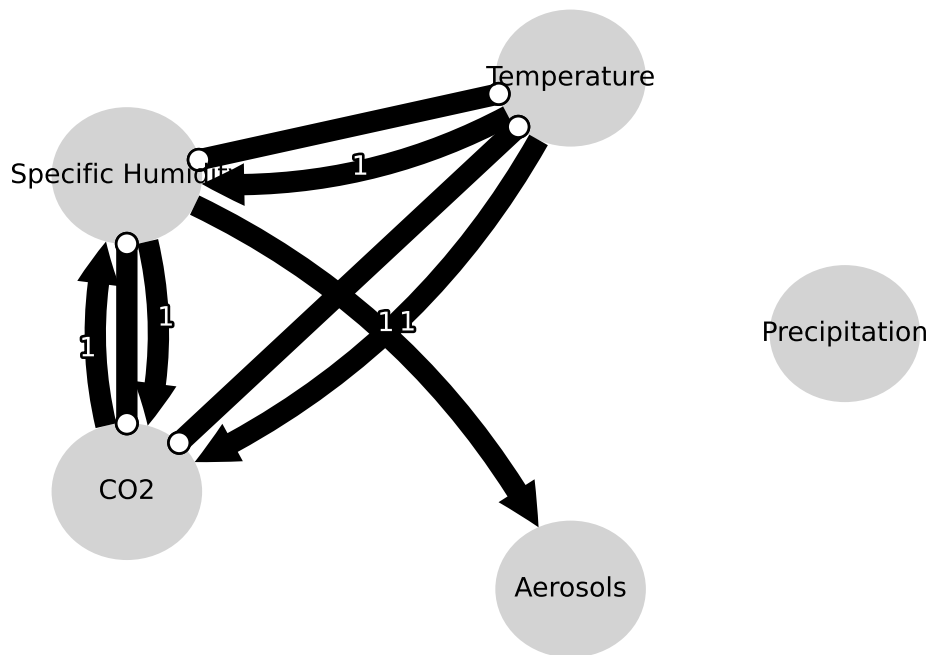 Temperature
1
Specific Humidity
1
1
1 1
Precipitation
CO2
Aerosols